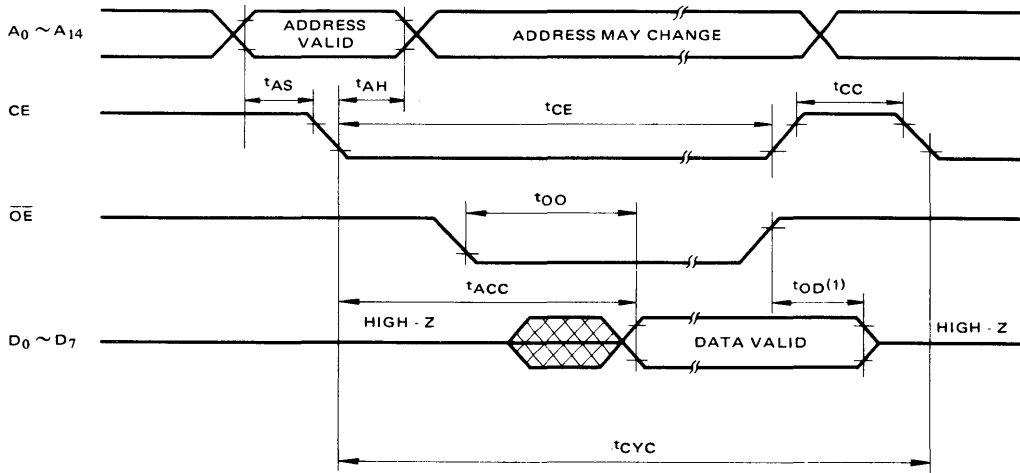 A0 ~ A14
ADDRESS VALID
ADDRESS MAY CHANGE
tAS
tAH
CE
tCE
tCC
OE
tOO
tACC
tOD(1)
D0 ~ D7
HIGH - Z
DATA VALID
HIGH - Z
tCYC